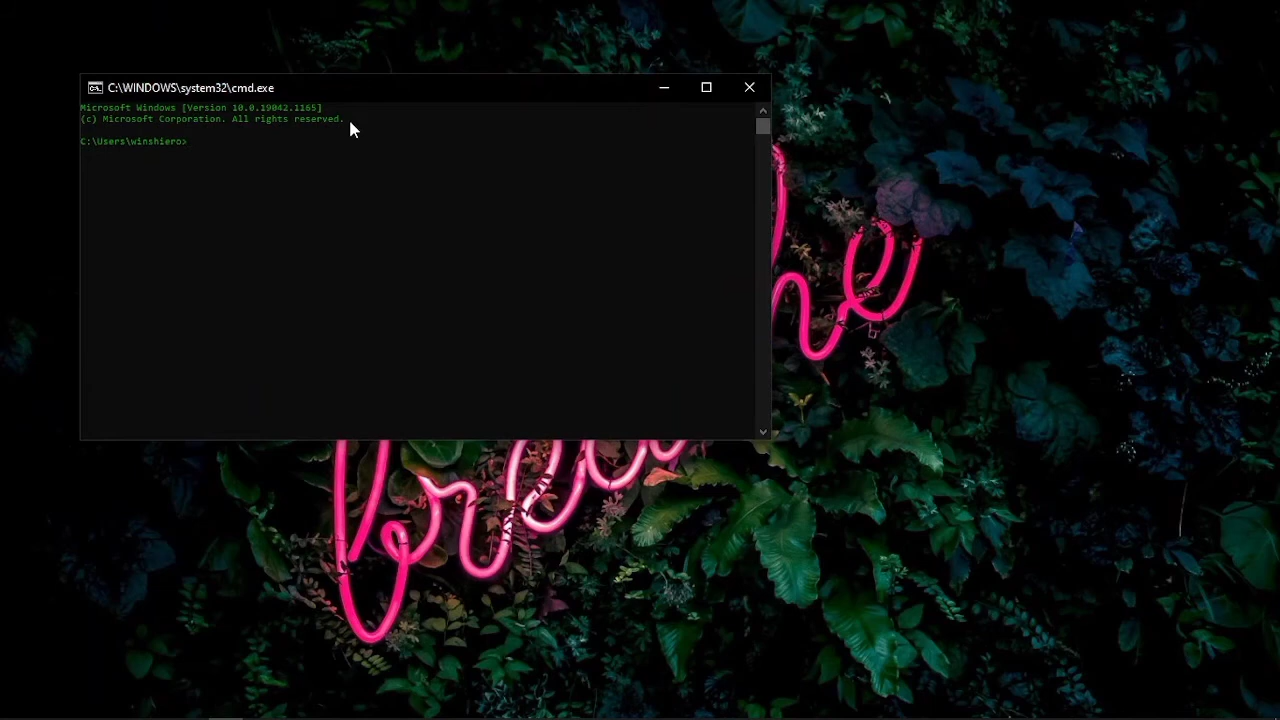 C:\WINDOWS\system32\cmd.exe
Microsoft Windows [Version 10.0.19042.1165]
(c) Microsoft Corporation. All rights reserved.
C:\Users\winshiero>